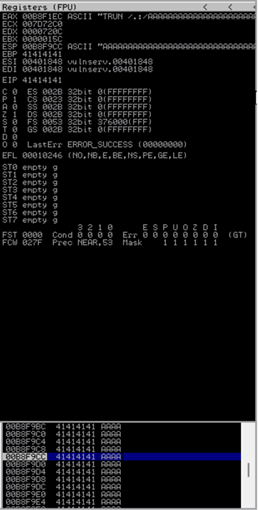 Registers (FPU) < < <
EAX 00B8F1EC ASCII "TRUN /.:/AAAAAAAAAAAAAAAAAAAAAAA
ECX 007D72C0
EDX 0000720C
EBX 0000015C
ESP 00B8F9CC ASCII "AAAAAAAAAAAAAAAAAAAAAAAAAAAAAAA
EBP 41414141
ESI 00401848 vulnserv.00401848
EDI 00401848 vulnserv.00401848
EIP 41414141
C 0 ES 002B 32bit 0(FFFFFFFF)
P 1 CS 0023 32bit 0(FFFFFFFF)
A 0 SS 002B 32bit 0(FFFFFFFF)
Z 1 DS 002B 32bit 0(FFFFFFFF)
S 0 FS 0053 32bit 376000(FFF)
T 0 GS 002B 32bit 0(FFFFFFFF)
D 0
O 0 LastErr ERROR_SUCCESS (00000000)
EFL 00010246 (NO,NB,E,BE,NS,PE,GE,LE)
ST0 empty g
ST1 empty g
ST2 empty g
ST3 empty g
ST4 empty g
ST5 empty g
ST6 empty g
ST7 empty g
3 2 1 0 E S P U O Z D I
FST 0000 Cond 0 0 0 0 Err 0 0 0 0 0 0 0 0 (GT)
FCW 027F Prec NEAR,53 Mask 1 1 1 1 1 1
00B8F9BC 41414141 AAAA
00B8F9C0 41414141 AAAA
00B8F9C4 41414141 AAAA
00B8F9C8 41414141 AAAA
00B8F9CC 41414141 AAAA
00B8F9D0 41414141 AAAA
00B8F9D4 41414141 AAAA
00B8F9D8 41414141 AAAA
00B8F9DC 41414141 AAAA
00B8F9E0 41414141 AAAA
00B8F9E4 41414141 AAAA